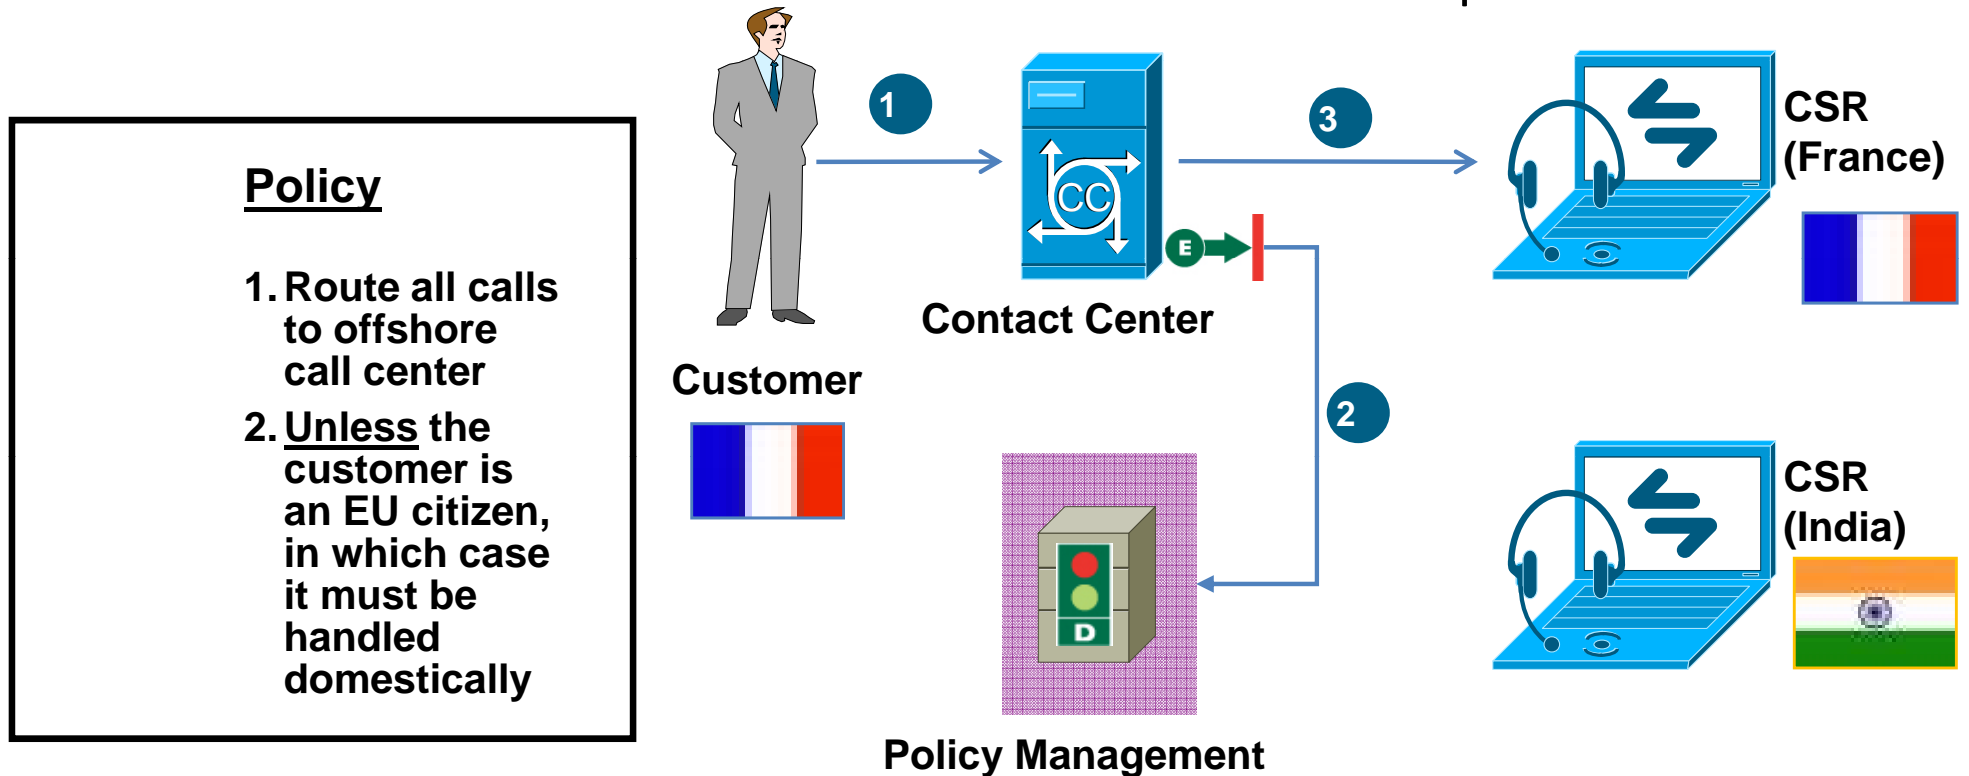 Policy
1. Route all calls
to offshore
call center
2. Unless the
customer is
an EU citizen,
in which case
it must be
handled
domestically
1
Customer
CC
E
Contact Center
2
D
Policy Management
3
CSR
(France)
CSR
(India)